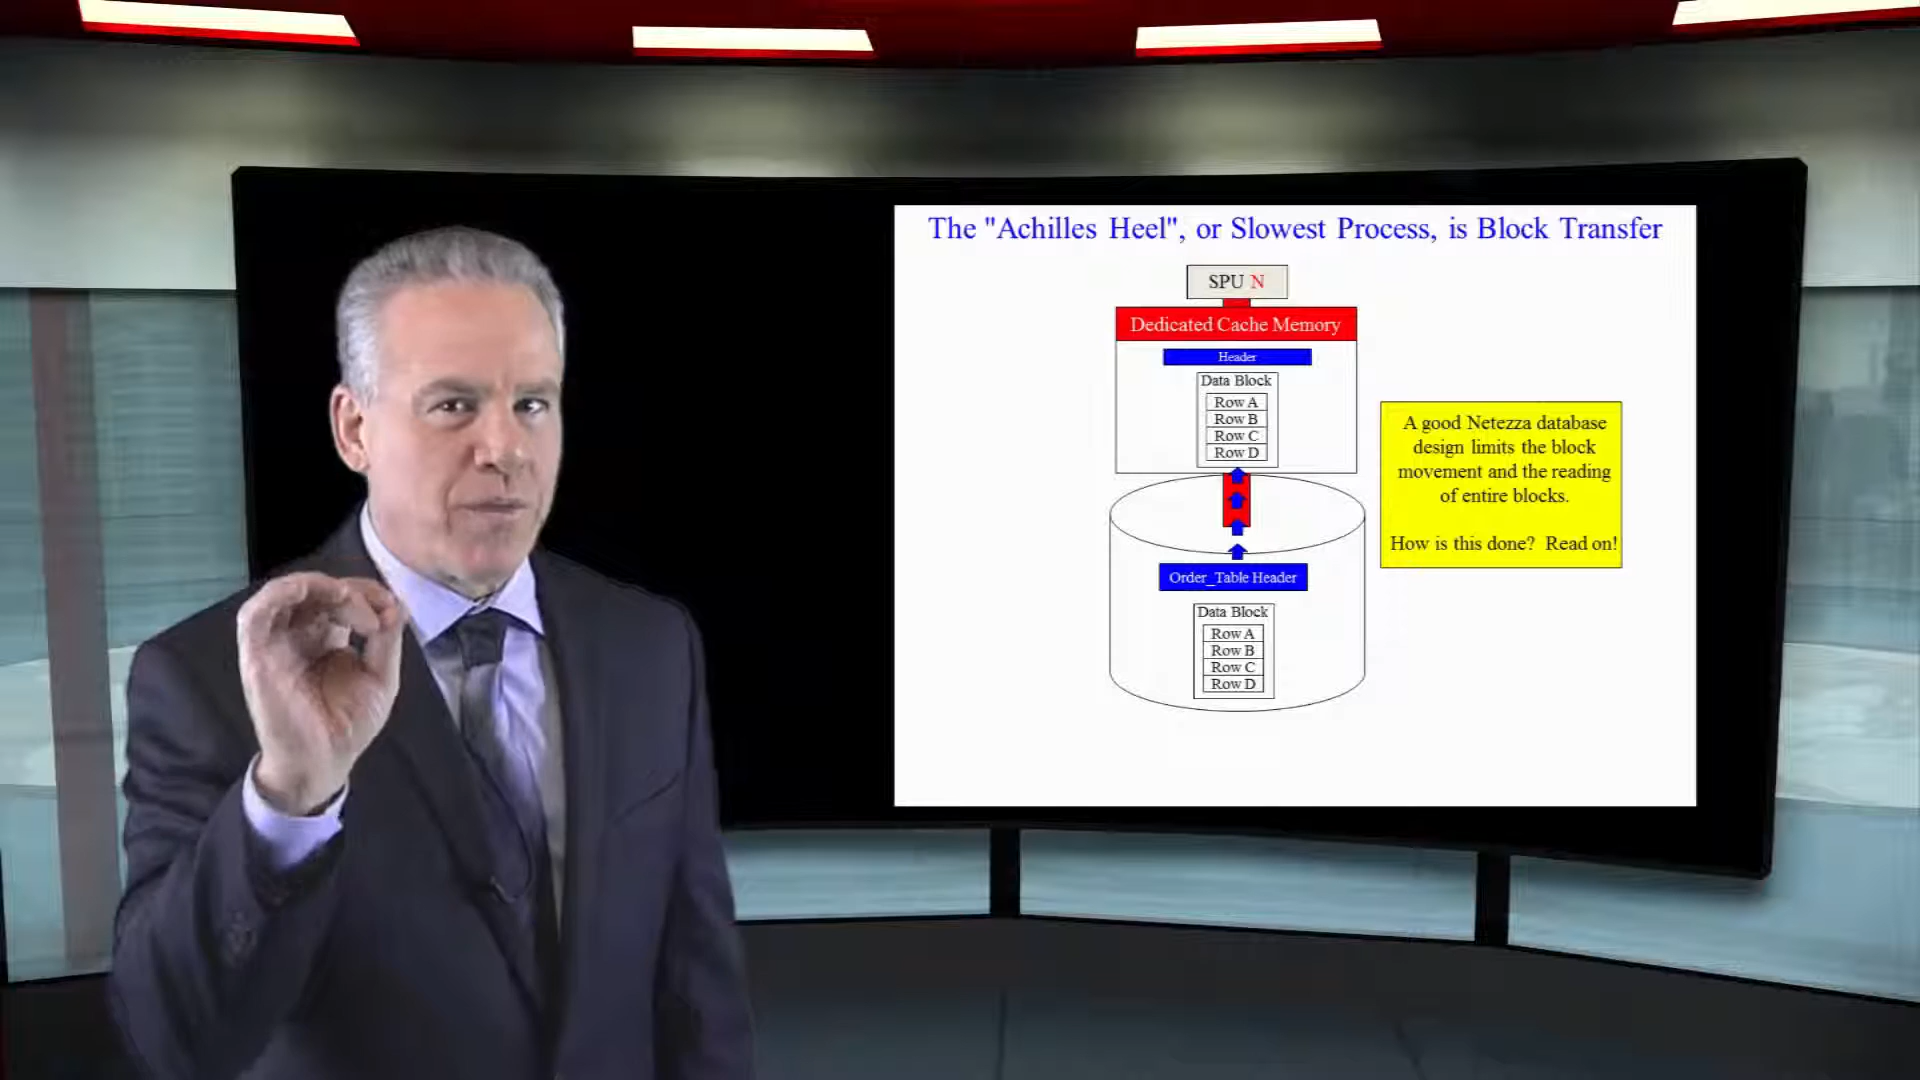 The "Achilles Heel", or Slowest Process, is Block Transfer
SPU N
Dedicated Cache Memory
Header
Data Block
Row A
Row B
Row C
Row D
A good Netezza database
design limits the block
movement and the reading
of entire blocks.
How is this done? Read on!
Order_Table Header
Data Block
Row A
Row B
Row C
Row D